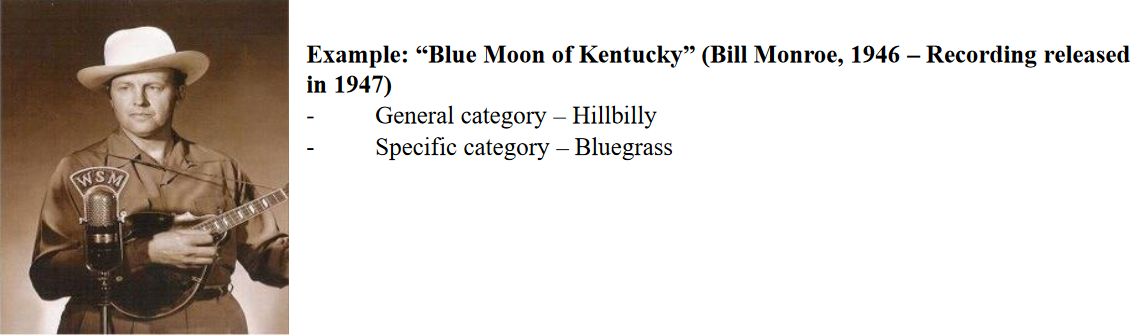 WSM
Example: “Blue Moon of Kentucky” (Bill Monroe, 1946 – Recording released
in 1947)
- General category – Hillbilly
- Specific category – Bluegrass